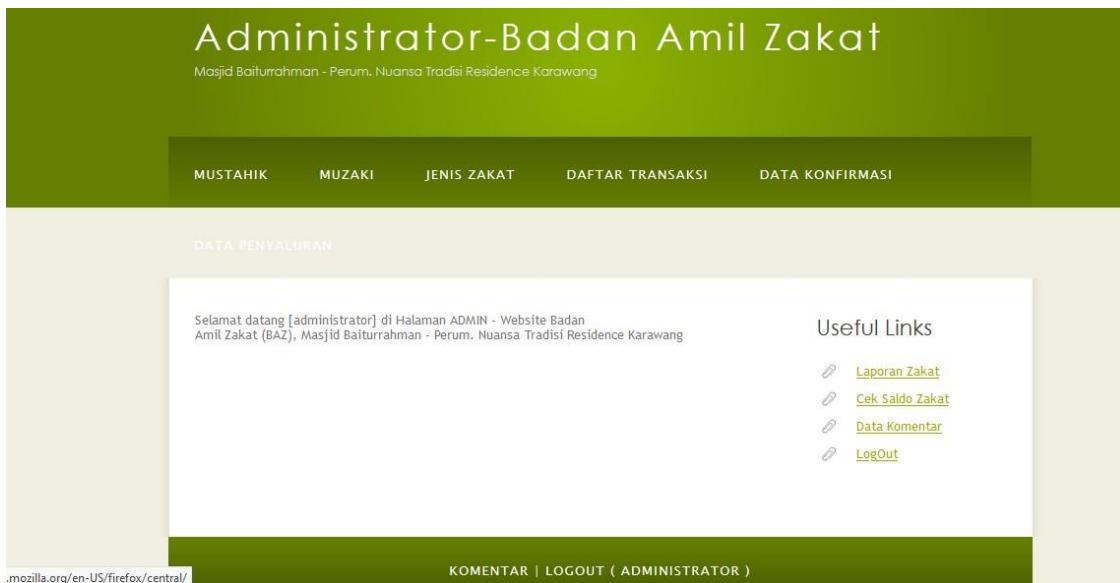 Administrator-Badan Amil Zakat
Masjid Baiturrahman - Perum. Nuansa Tradisi Residence Karawang
MUSTAHIK MUZAKI JENIS ZAKAT DAFTAR TRANSAKSI DATA KONFIRMASI
DATA PENYALURAN
Selamat datang [administrator] di Halaman ADMIN - Website Badan
Amil Zakat (BAZ), Masjid Baiturrahman - Perum. Nuansa Tradisi Residence Karawang
Useful Links
Laporan Zakat
Cek Saldo Zakat
Data Komentar
LogOut
KOMENTAR | LOGOUT ( ADMINISTRATOR )
.mozilla.org/en-US/firefox/central/